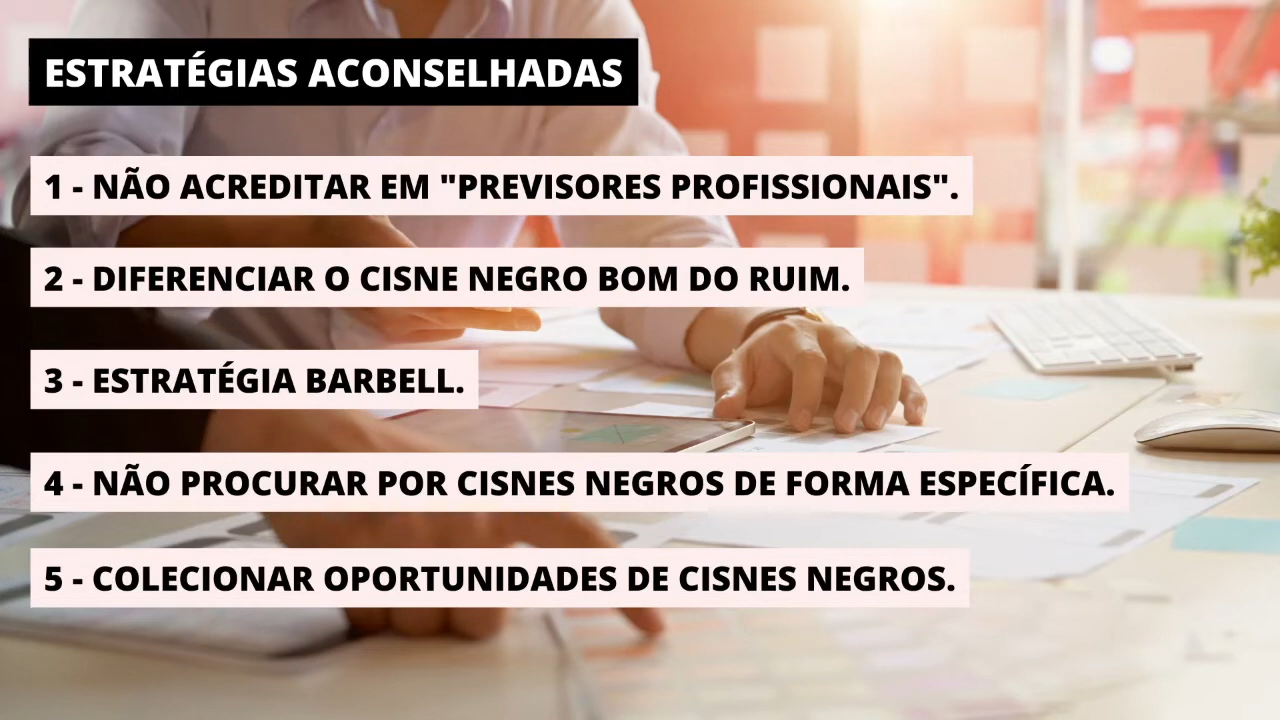 ESTRATÉGIAS ACONSELHADAS
1 - NÃO ACREDITAR EM "PREVISORES PROFISSIONAIS".
2 - DIFERENCIAR O CISNE NEGRO BOM DO RUIM.
3 - ESTRATÉGIA BARBELL.
4 - NÃO PROCURAR POR CISNES NEGROS DE FORMA ESPECÍFICA.
5 - COLECIONAR OPORTUNIDADES DE CISNES NEGROS.